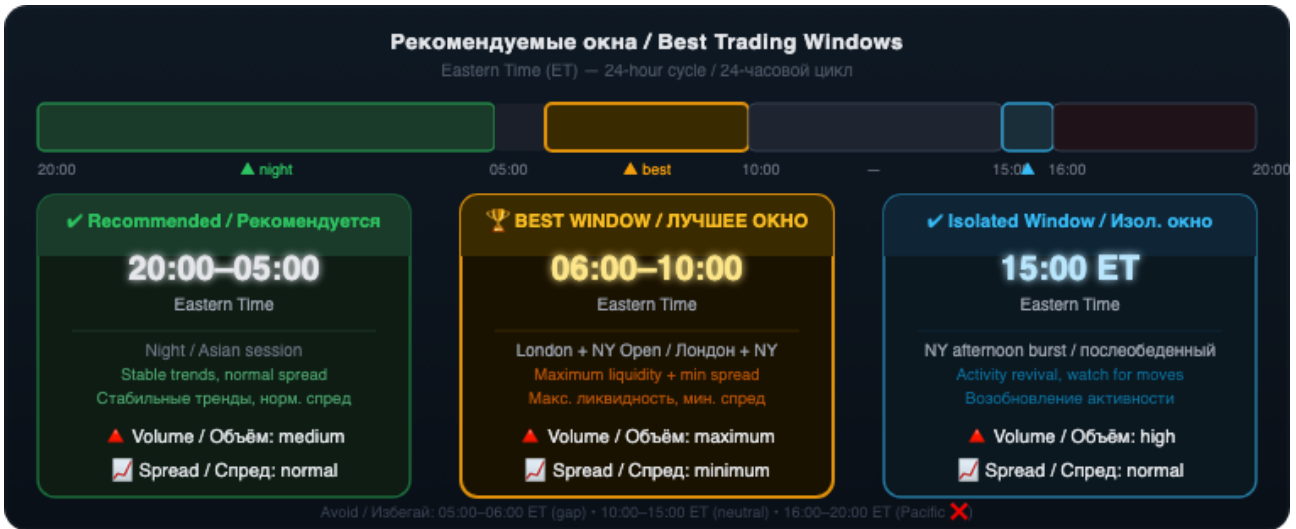 Рекомендуемые окна / Best Trading Windows
Eastern Time (ET) — 24-hour cycle / 24-часовой цикл
20:00 ▲ night 05:00 ▲ best 10:00 — 15:00 ▲ 16:00 20:00
✔ Recommended / Рекомендуется
20:00–05:00
Eastern Time
Night / Asian session
Stable trends, normal spread
Стабильные тренды, норм. спред
🔺 Volume / Объём: medium
📈 Spread / Спред: normal
🏆 BEST WINDOW / ЛУЧШЕЕ ОКНО
06:00–10:00
Eastern Time
London + NY Open / Лондон + NY
Maximum liquidity + min spread
Макс. ликвидность, мин. спред
🔺 Volume / Объём: maximum
📈 Spread / Спред: minimum
✔ Isolated Window / Изол. окно
15:00 ET
Eastern Time
NY afternoon burst / послеобеденный
Activity revival, watch for moves
Возобновление активности
🔺 Volume / Объём: high
📈 Spread / Спред: normal
Avoid / Избегай: 05:00–06:00 ET (gap) • 10:00–15:00 ET (neutral) • 16:00–20:00 ET (Pacific ❌)